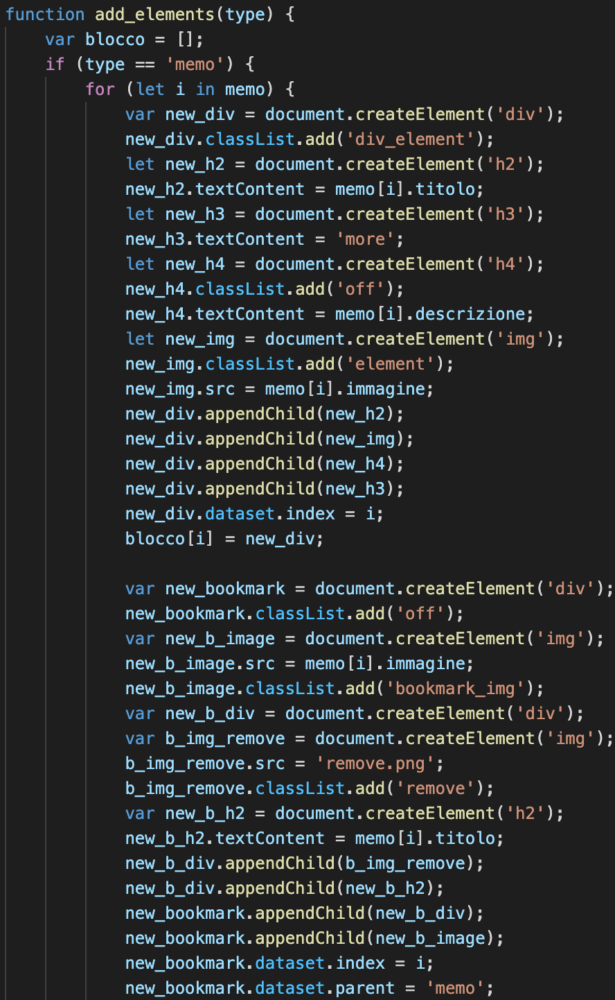 function add_elements(type) {
    var blocco = [];
    if (type == 'memo') {
        for (let i in memo) {
            var new_div = document.createElement('div');
            new_div.classList.add('div_element');
            let new_h2 = document.createElement('h2');
            new_h2.textContent = memo[i].titolo;
            let new_h3 = document.createElement('h3');
            new_h3.textContent = 'more';
            let new_h4 = document.createElement('h4');
            new_h4.classList.add('off');
            new_h4.textContent = memo[i].descrizione;
            let new_img = document.createElement('img');
            new_img.classList.add('element');
            new_img.src = memo[i].immagine;
            new_div.appendChild(new_h2);
            new_div.appendChild(new_img);
            new_div.appendChild(new_h4);
            new_div.appendChild(new_h3);
            new_div.dataset.index = i;
            blocco[i] = new_div;

            var new_bookmark = document.createElement('div');
            new_bookmark.classList.add('off');
            var new_b_image = document.createElement('img');
            new_b_image.src = memo[i].immagine;
            new_b_image.classList.add('bookmark_img');
            var new_b_div = document.createElement('div');
            var b_img_remove = document.createElement('img');
            b_img_remove.src = 'remove.png';
            b_img_remove.classList.add('remove');
            var new_b_h2 = document.createElement('h2');
            new_b_h2.textContent = memo[i].titolo;
            new_b_div.appendChild(b_img_remove);
            new_b_div.appendChild(new_b_h2);
            new_bookmark.appendChild(new_b_div);
            new_bookmark.appendChild(new_b_image);
            new_bookmark.dataset.index = i;
            new_bookmark.dataset.parent = 'memo';